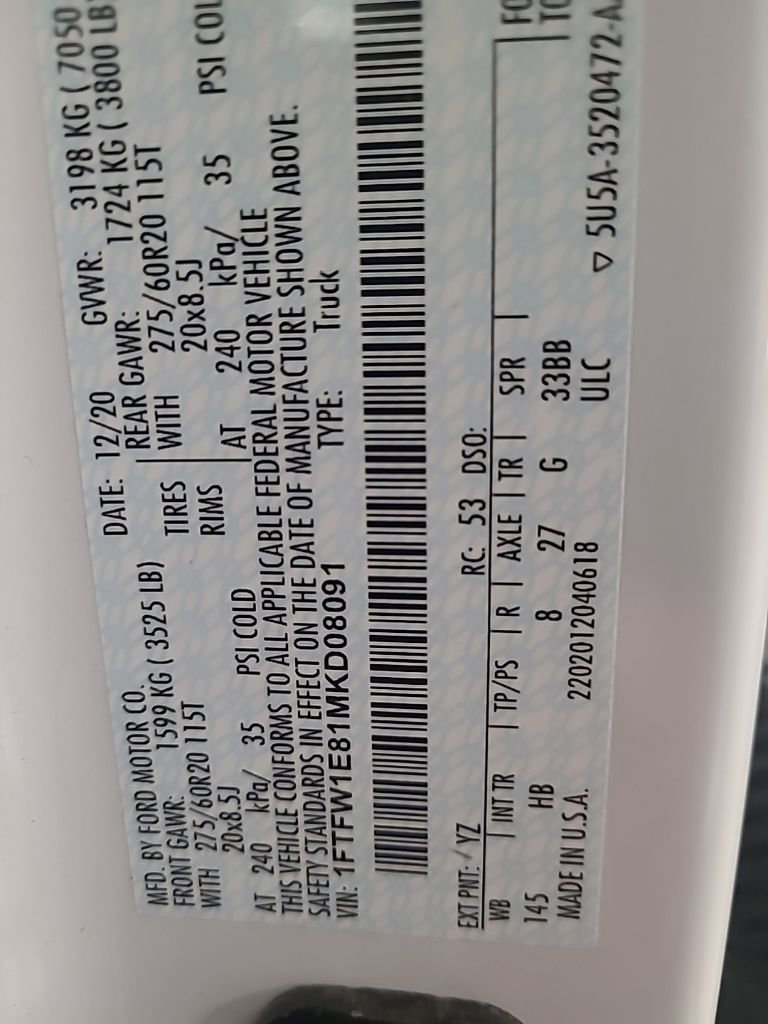 MFD. BY FORD MOTOR CO. DATE: 12/20 GVWR: 3198 KG ( 7050
FRONT GAWR: 1599 KG ( 3525 LB) REAR GAWR: 1724 KG ( 3800 LB
WITH 275/60R20 115T TIRES WITH 275/60R20 115T
20x8.5J RIMS 20x8.5J
AT 240 kPa/ 35 PSI COLD AT 240 kPa/ 35 PSI COL
THIS VEHICLE CONFORMS TO ALL APPLICABLE FEDERAL MOTOR VEHICLE
SAFETY STANDARDS IN EFFECT ON THE DATE OF MANUFACTURE SHOWN ABOVE.
VIN: 1FTFW1E81MKD08091 TYPE: Truck
EXT PNT: YZ RC: 53 DSO:
WB INT TR TP/PS R AXLE TR SPR
145 HB 8 27 G 33BB
MADE IN U.S.A. 2202012040618 ULC
5U5A-3520472-A